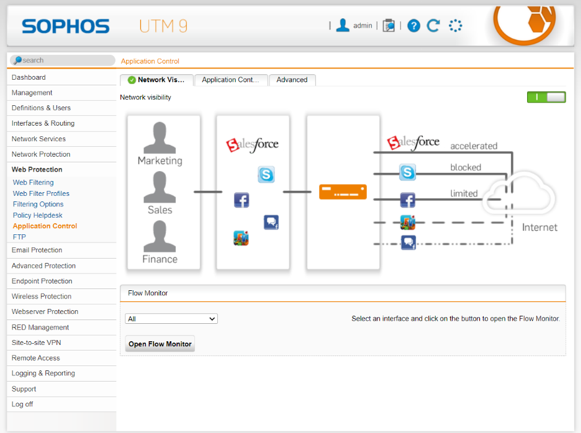 SOPHOS UTM 9
admin
search
Application Control
Dashboard
Management
Definitions & Users
Interfaces & Routing
Network Services
Network Protection
Web Protection
Web Filtering
Web Filter Profiles
Filtering Options
Policy Helpdesk
Application Control
FTP
Email Protection
Advanced Protection
Endpoint Protection
Wireless Protection
Webserver Protection
RED Management
Site-to-site VPN
Remote Access
Logging & Reporting
Support
Log off
Network Vis... Application Cont... Advanced
Network visibility
Marketing
Sales
Finance
Salesforce
Salesforce
accelerated
blocked
limited
Internet
Flow Monitor
All
Select an interface and click on the button to open the Flow Monitor.
Open Flow Monitor